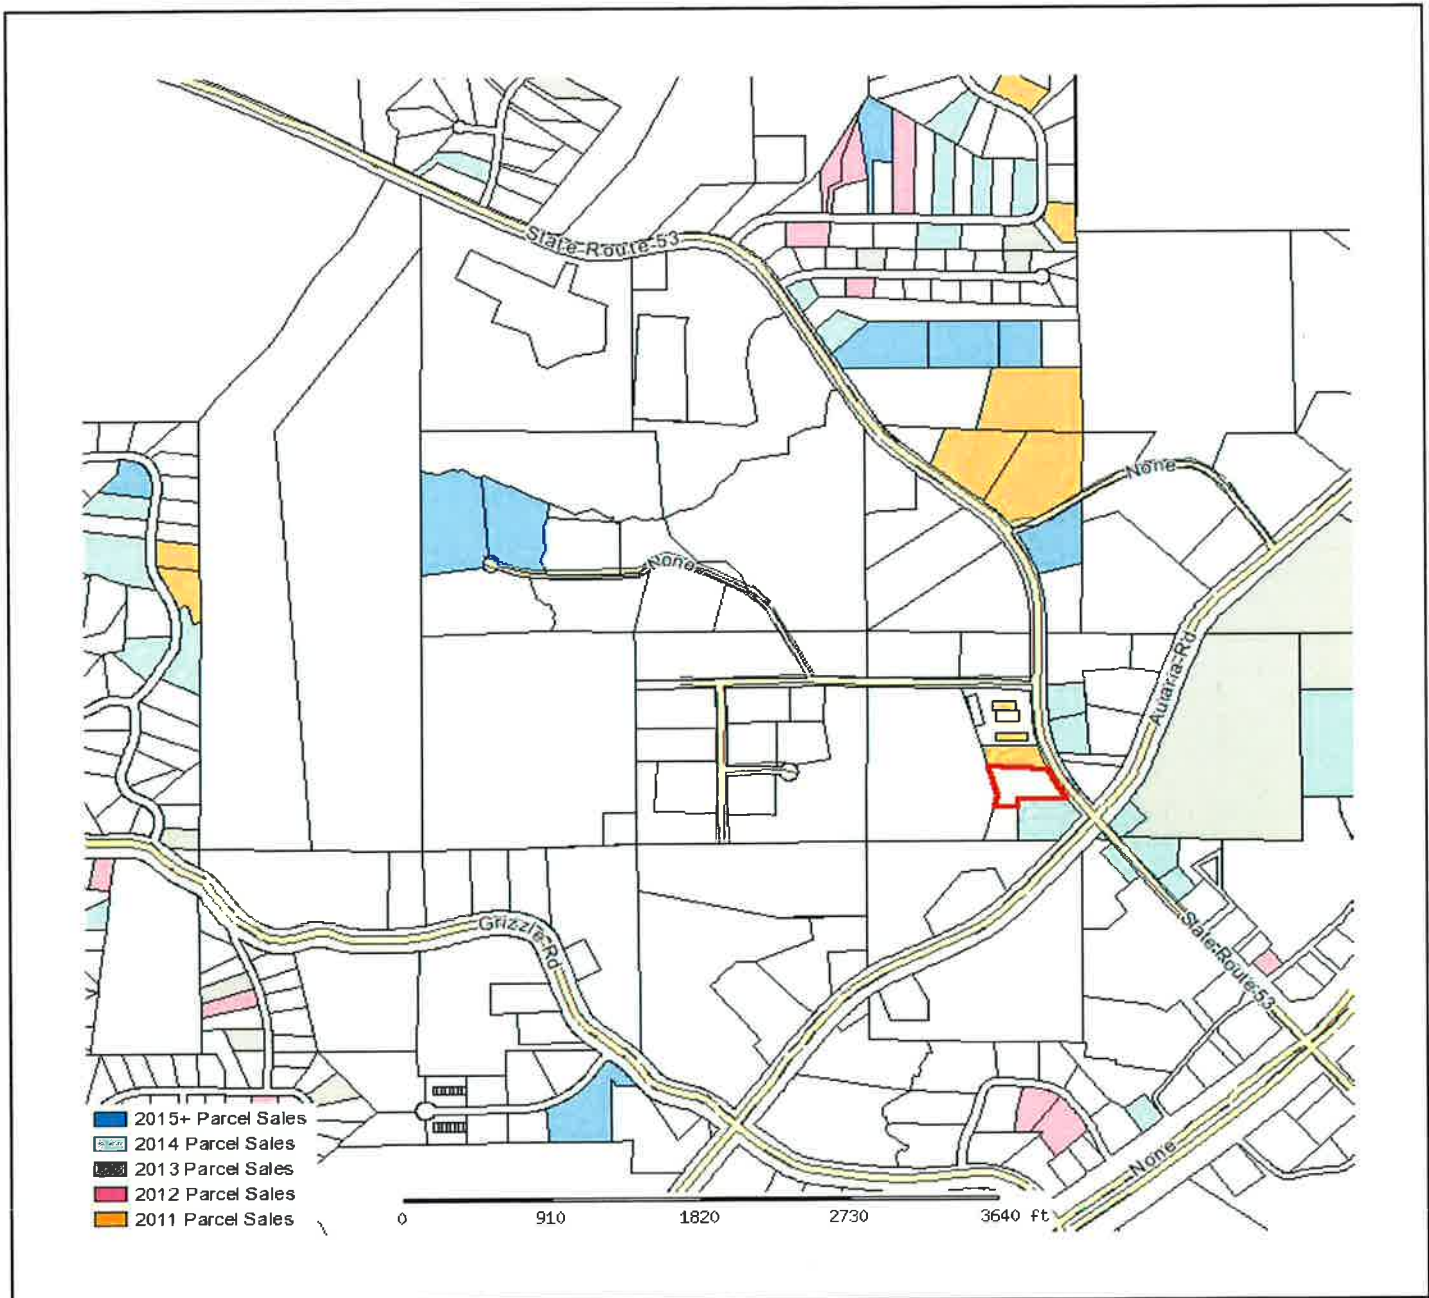 State Route 53
None
None
Autaria Rd
Grizzle Rd
State Route 53
None
2015+ Parcel Sales
2014 Parcel Sales
2013 Parcel Sales
2012 Parcel Sales
2011 Parcel Sales
0 910 1820 2730 3640 ft